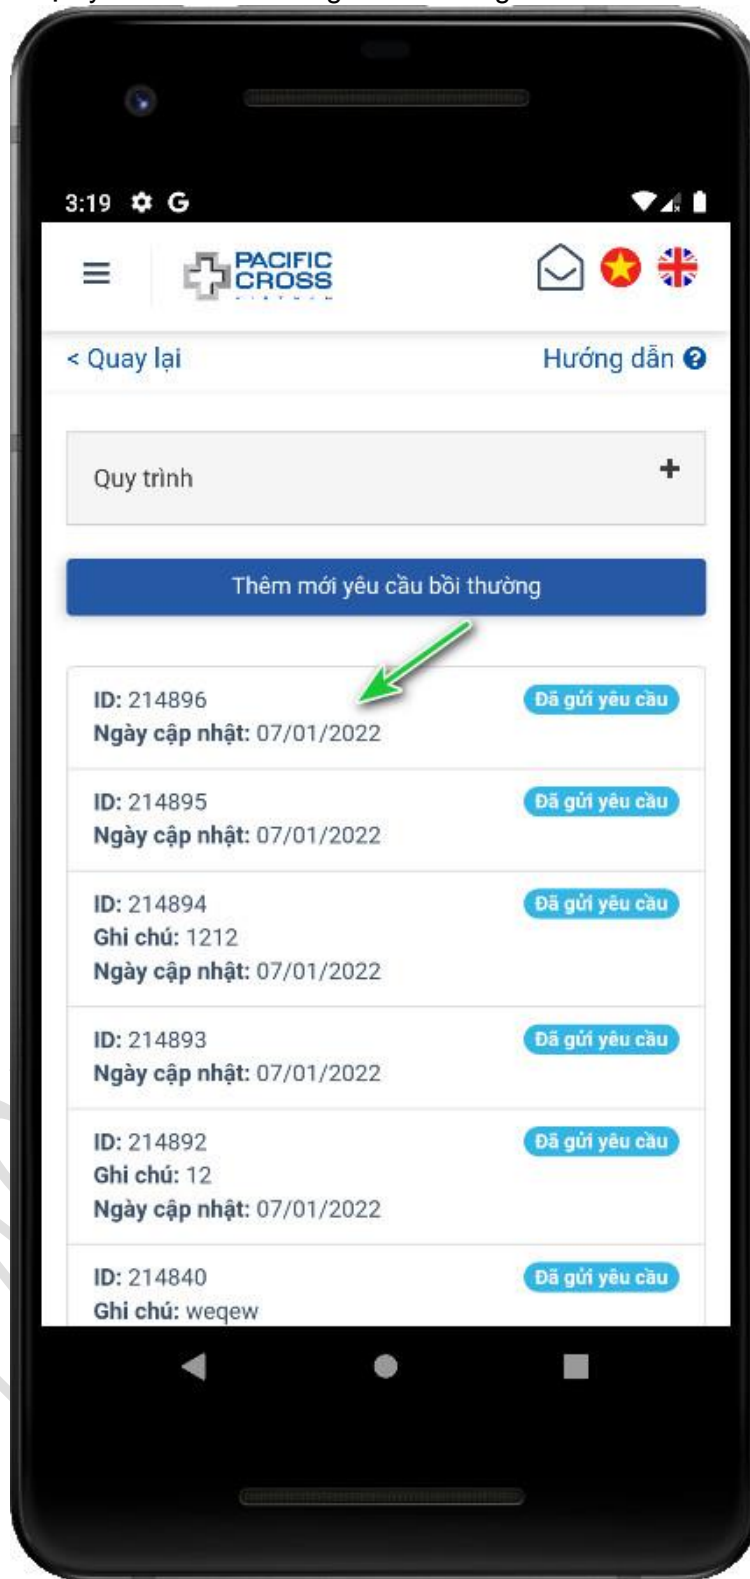 3:19 G
PACIFIC
CROSS
VIETNAM
< Quay lại
Hướng dẫn
Quy trình +
Thêm mới yêu cầu bồi thường
ID: 214896 Đã gửi yêu cầu
Ngày cập nhật: 07/01/2022
ID: 214895 Đã gửi yêu cầu
Ngày cập nhật: 07/01/2022
ID: 214894 Đã gửi yêu cầu
Ghi chú: 1212
Ngày cập nhật: 07/01/2022
ID: 214893 Đã gửi yêu cầu
Ngày cập nhật: 07/01/2022
ID: 214892 Đã gửi yêu cầu
Ghi chú: 12
Ngày cập nhật: 07/01/2022
ID: 214840 Đã gửi yêu cầu
Ghi chú: weqew